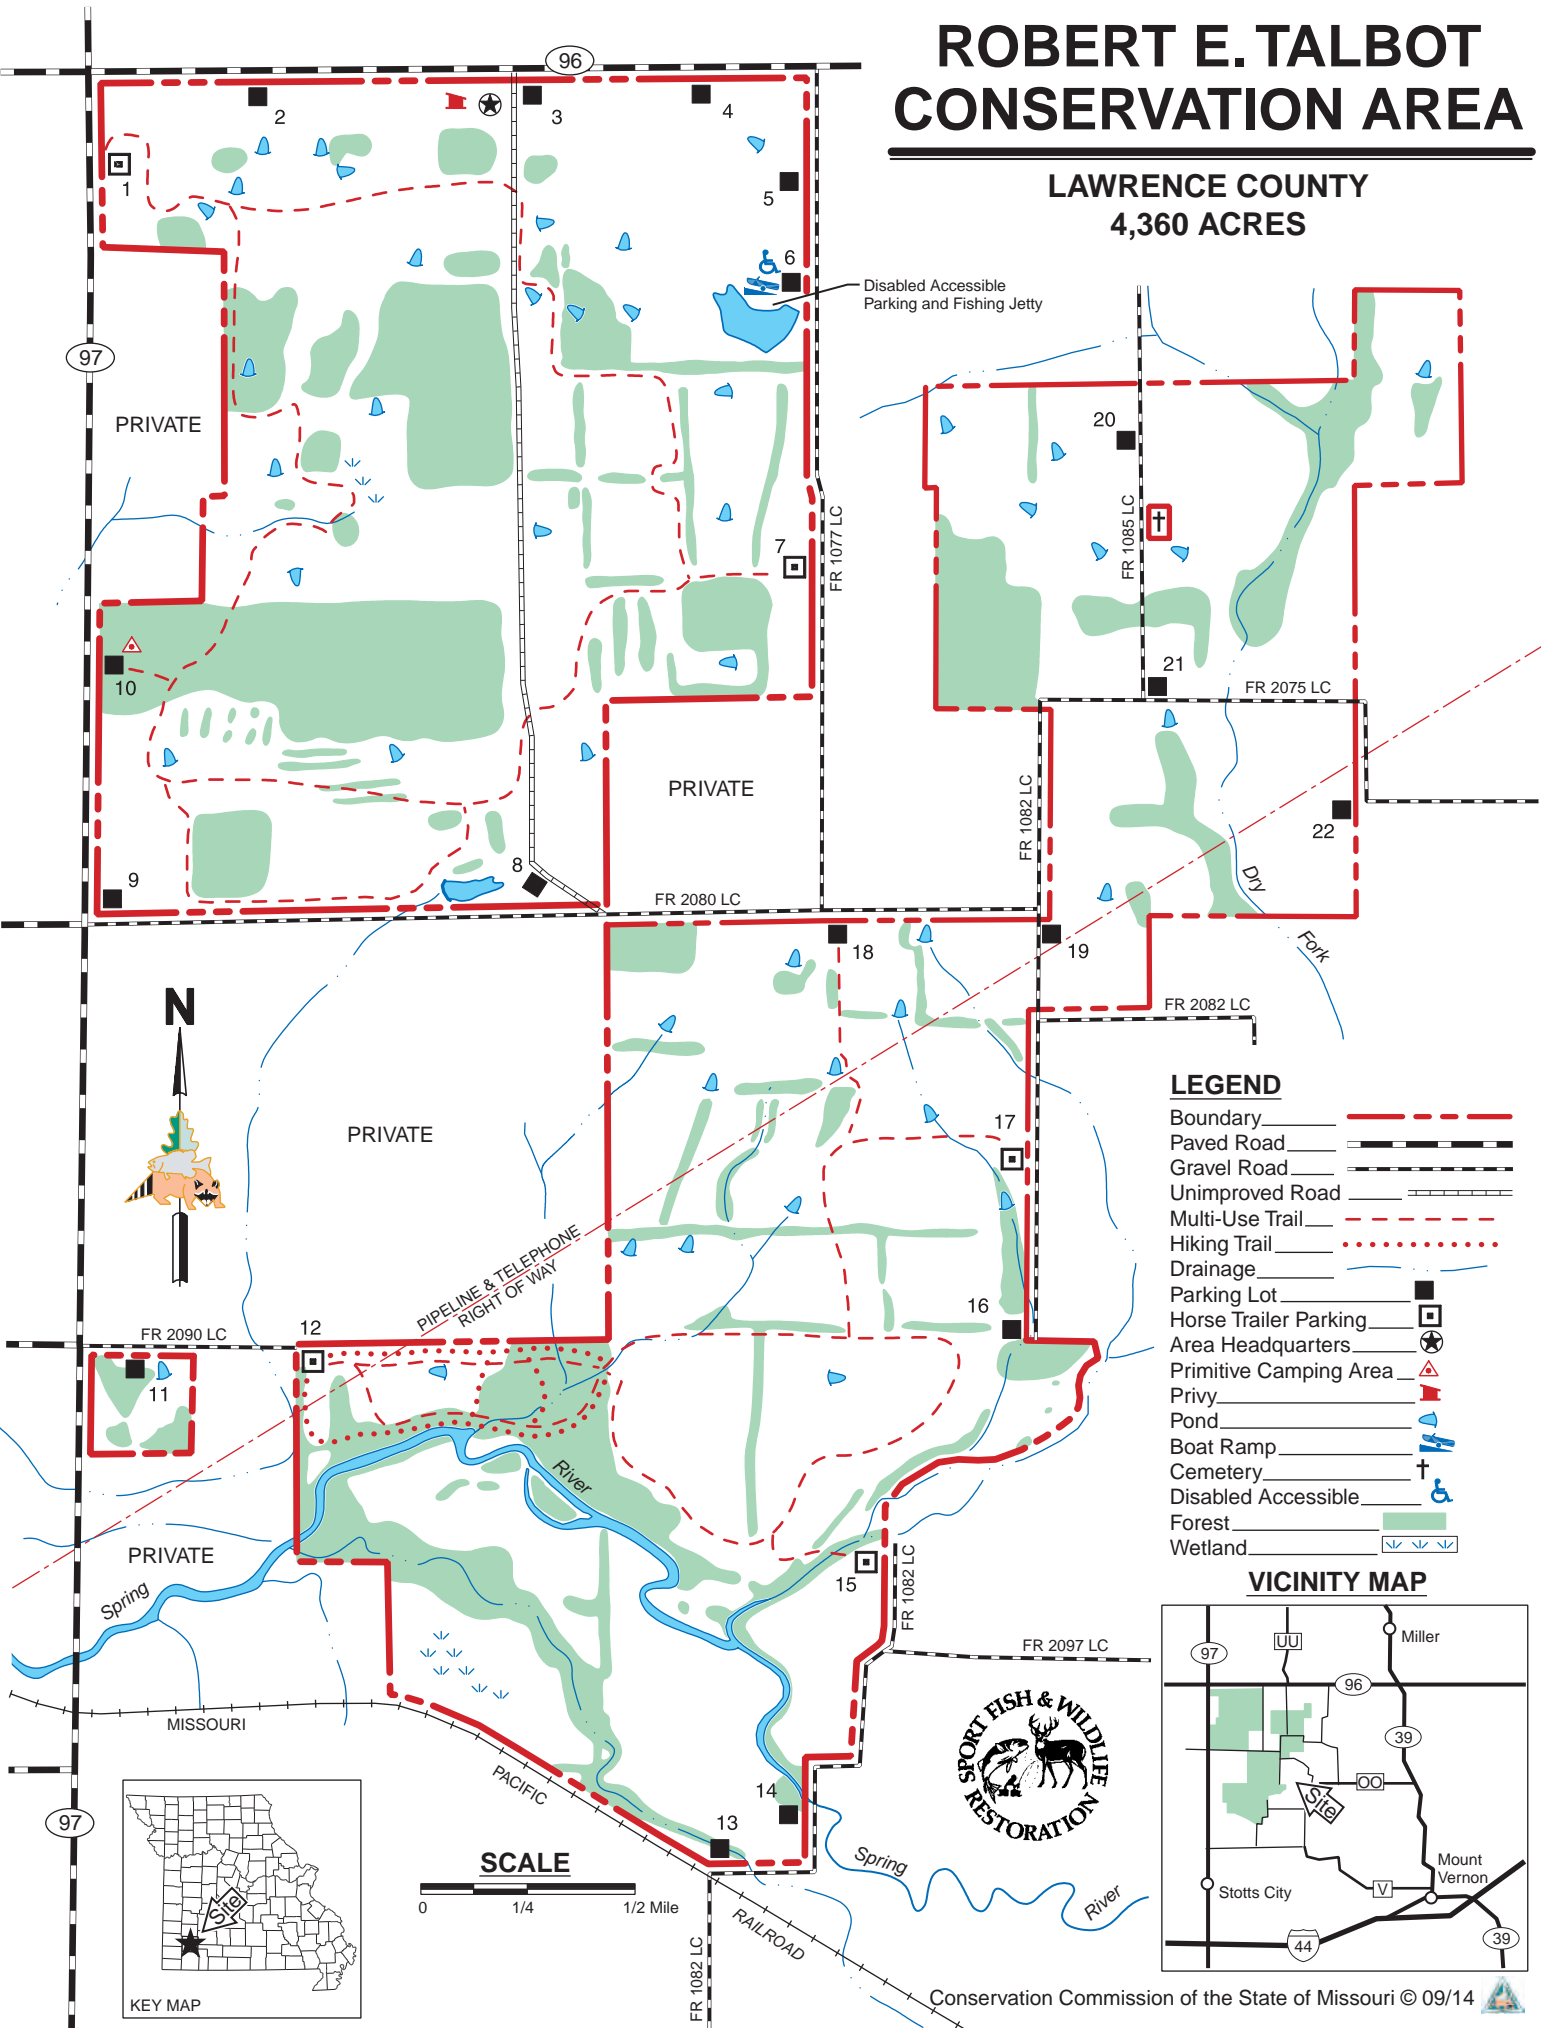 ROBERT E. TALBOT
CONSERVATION AREA
LAWRENCE COUNTY
4,360 ACRES
96
2
3
4
1
5
6
Disabled Accessible
Parking and Fishing Jetty
97
PRIVATE
20
7
FR 1077 LC
FR 1085 LC
10
21
FR 2075 LC
PRIVATE
FR 1082 LC
22
9
8
FR 2080 LC
Dry
Fork
18
19
FR 2082 LC
N
PRIVATE
17
PIPELINE & TELEPHONE
RIGHT OF WAY
16
FR 2090 LC
12
11
River
PRIVATE
Spring
15
FR 1082 LC
FR 2097 LC
MISSOURI
PACIFIC
RAILROAD
14
13
97
Spring
River
FR 1082 LC
LEGEND
Boundary
Paved Road
Gravel Road
Unimproved Road
Multi-Use Trail
Hiking Trail
Drainage
Parking Lot
Horse Trailer Parking
Area Headquarters
Primitive Camping Area
Privy
Pond
Boat Ramp
Cemetery
Disabled Accessible
Forest
Wetland
VICINITY MAP
97
UU
Miller
96
39
OO
Site
Mount
Vernon
Stotts City
V
44
39
SPORT FISH & WILDLIFE
RESTORATION
SCALE
0 1/4 1/2 Mile
Site
KEY MAP
Conservation Commission of the State of Missouri © 09/14